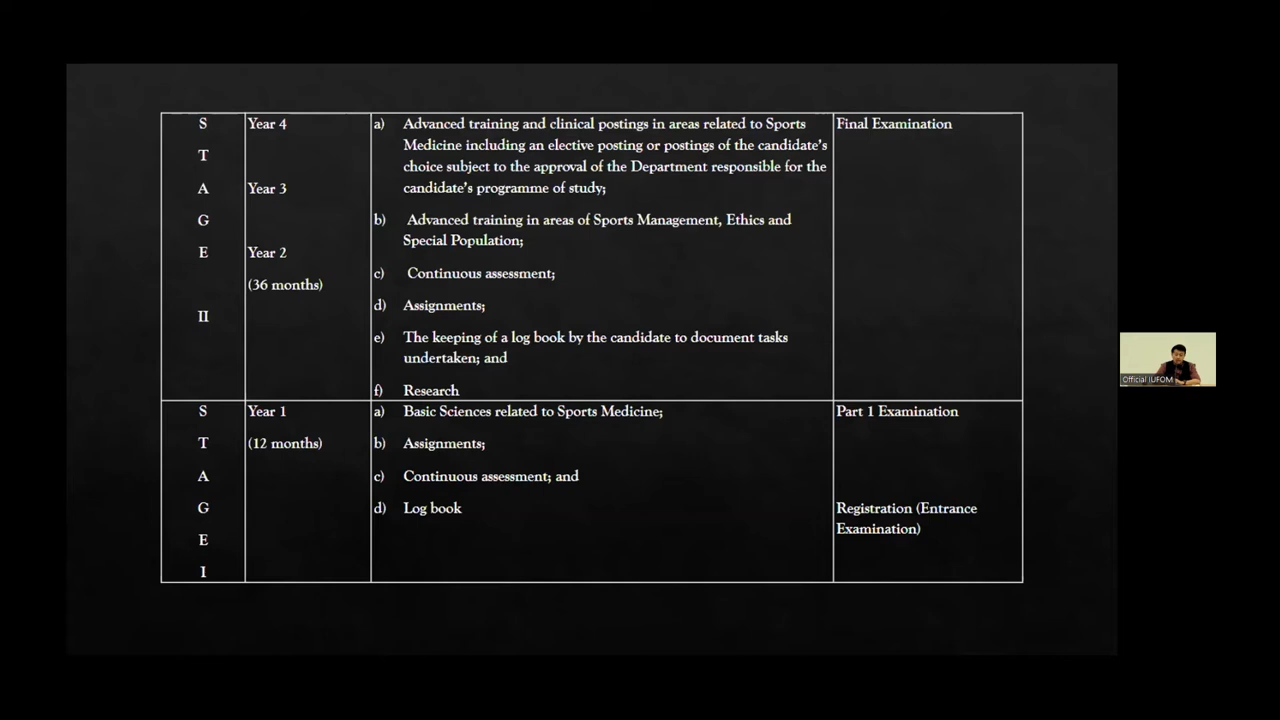 S
T
A
G
E
II
Year 4
Year 3
Year 2
(36 months)
a) Advanced training and clinical postings in areas related to Sports
Medicine including an elective posting or postings of the candidate's
choice subject to the approval of the Department responsible for the
candidate's programme of study;
b) Advanced training in areas of Sports Management, Ethics and
Special Population;
c) Continuous assessment;
d) Assignments;
e) The keeping of a log book by the candidate to document tasks
undertaken; and
f) Research
Final Examination
S
T
A
G
E
I
Year 1
(12 months)
a) Basic Sciences related to Sports Medicine;
b) Assignments;
c) Continuous assessment; and
d) Log book
Part 1 Examination
Registration (Entrance
Examination)
Official IUFOM